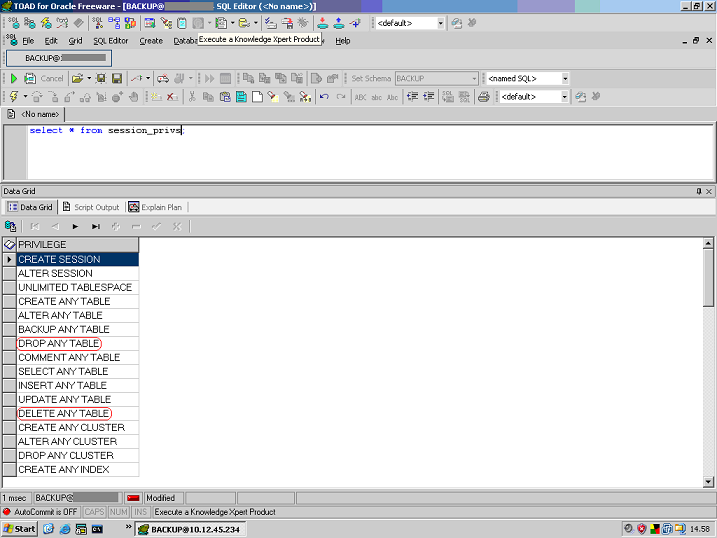 TOAD for Oracle Freeware - [BACKUP@ - SQL Editor (<No name>)]
<default>
SQL File Edit Grid SQL Editor Create Databa Help
Execute a Knowledge Xpert Product
BACKUP@
Cancel Set Schema BACKUP <named SQL>
ABC abc Abc <default>
<No name>
select * from session_privs;
Data Grid
Data Grid Script Output Explain Plan
PRIVILEGE
CREATE SESSION
ALTER SESSION
UNLIMITED TABLESPACE
CREATE ANY TABLE
ALTER ANY TABLE
BACKUP ANY TABLE
DROP ANY TABLE
COMMENT ANY TABLE
SELECT ANY TABLE
INSERT ANY TABLE
UPDATE ANY TABLE
DELETE ANY TABLE
CREATE ANY CLUSTER
ALTER ANY CLUSTER
DROP ANY CLUSTER
CREATE ANY INDEX
1 msec BACKUP@ Modified
AutoCommit is OFF CAPS NUM INS Execute a Knowledge Xpert Product
Start » BACKUP@10.12.45.234 14.58